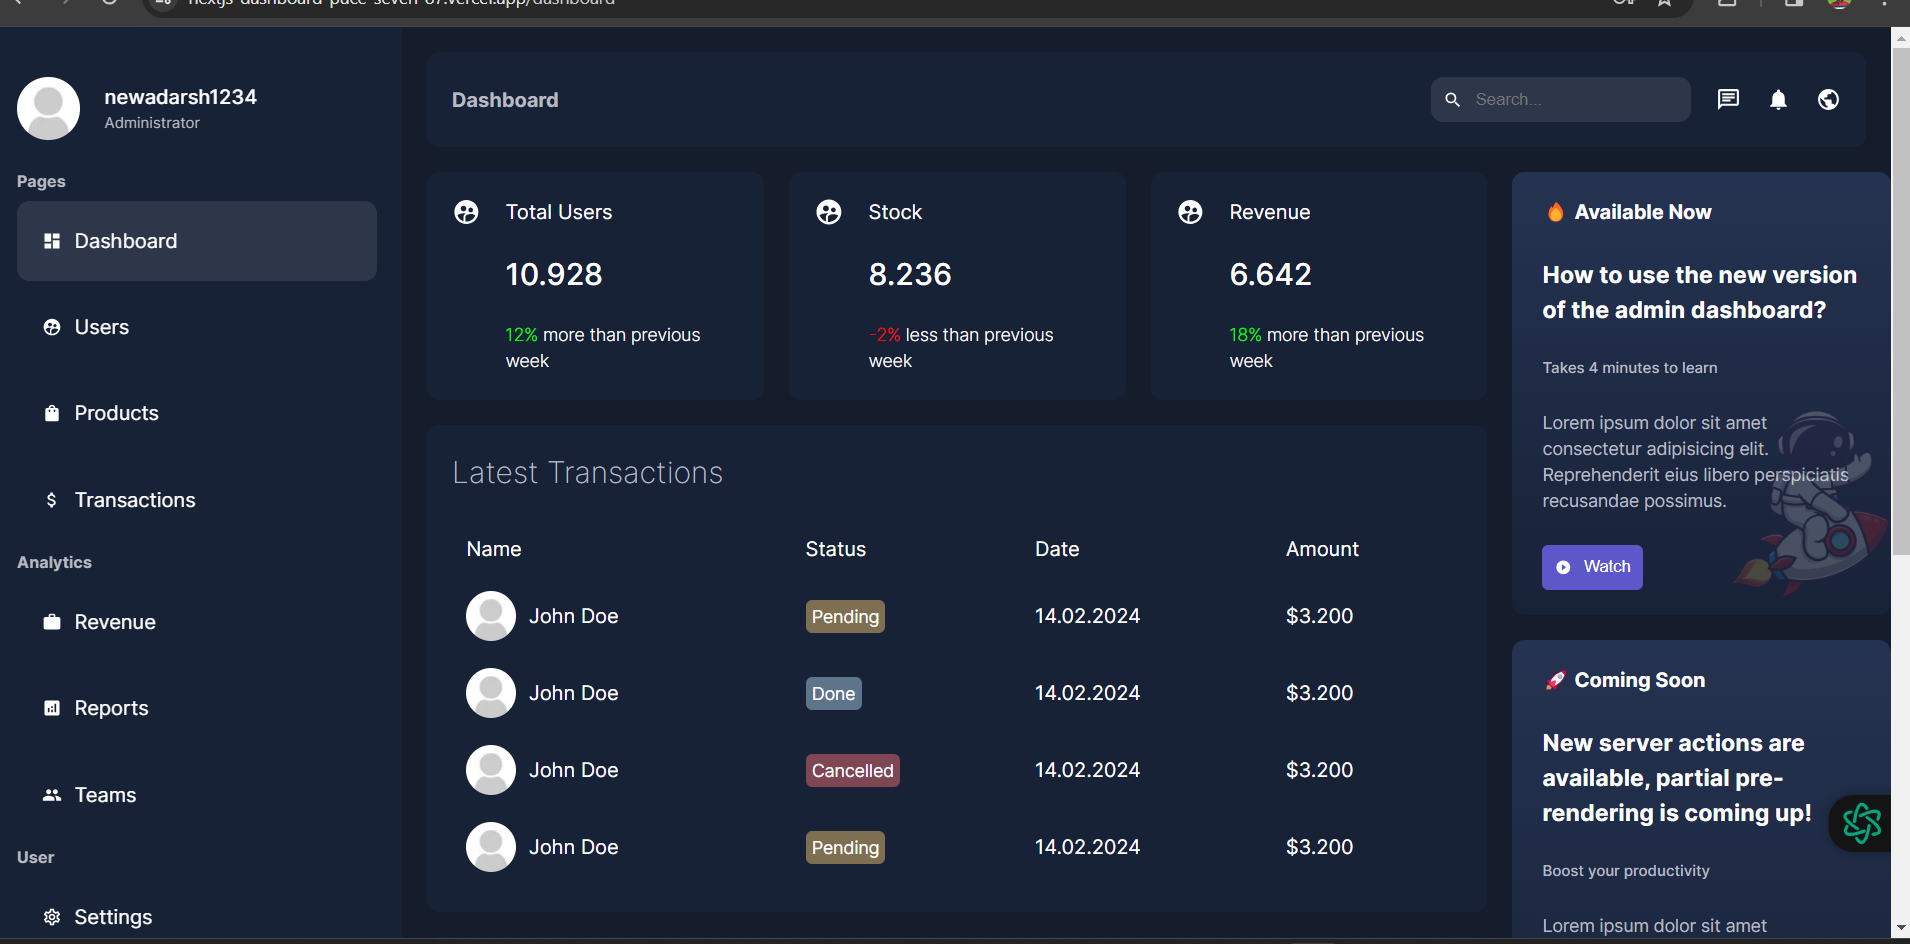 newadarsh1234
Administrator
Pages
Dashboard
Users
Products
Transactions
Analytics
Revenue
Reports
Teams
User
Settings
Dashboard
Search...
Total Users
10.928
12% more than previous
week
Stock
8.236
-2% less than previous
week
Revenue
6.642
18% more than previous
week
Latest Transactions
Name Status Date Amount
John Doe Pending 14.02.2024 $3.200
John Doe Done 14.02.2024 $3.200
John Doe Cancelled 14.02.2024 $3.200
John Doe Pending 14.02.2024 $3.200
🔥 Available Now
How to use the new version
of the admin dashboard?
Takes 4 minutes to learn
Lorem ipsum dolor sit amet
consectetur adipisicing elit.
Reprehenderit eius libero perspiciatis
recusandae possimus.
Watch
🚀 Coming Soon
New server actions are
available, partial pre-
rendering is coming up!
Boost your productivity
Lorem ipsum dolor sit amet